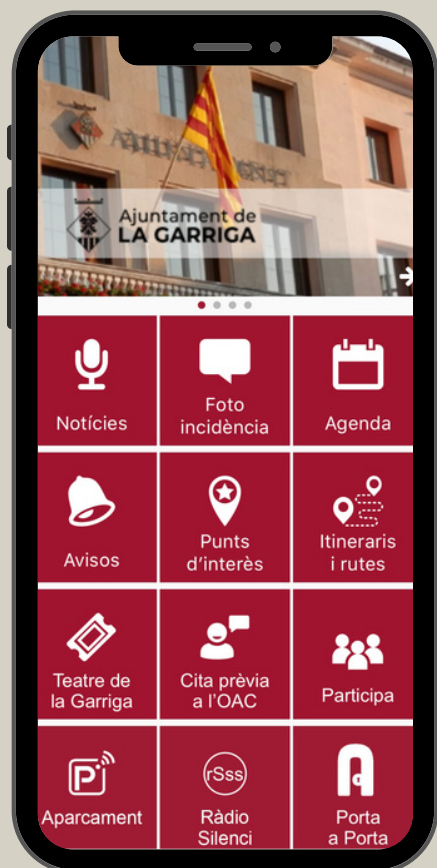 Ajuntament de
LA GARRIGA
Notícies
Foto
incidència
Agenda
Avisos
Punts
d'interès
Itineraris
i rutes
Teatre de
la Garriga
Cita prèvia
a l'OAC
Participa
P
Aparcament
rSss
Ràdio
Silenci
Porta
a Porta